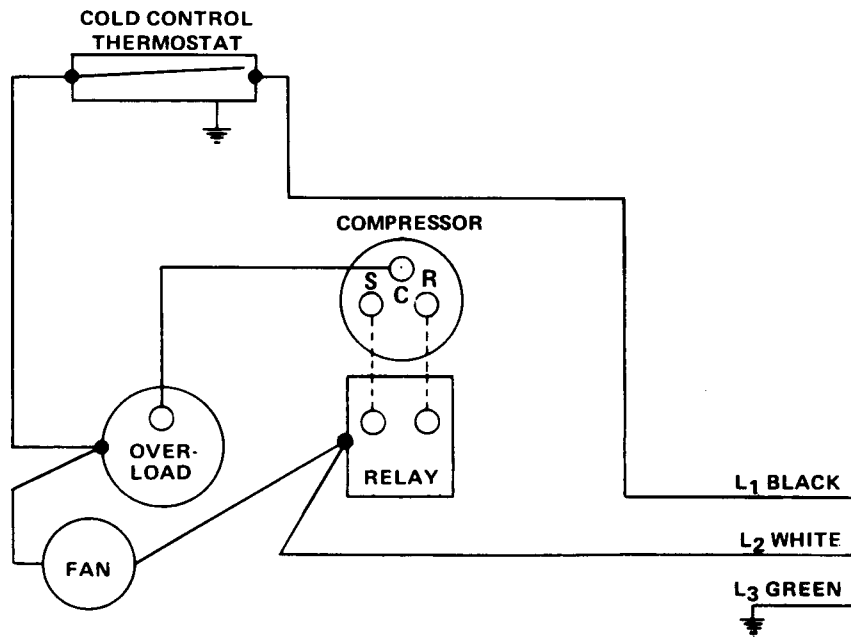 COLD CONTROL
THERMOSTAT
COMPRESSOR
S
C
R
OVER-
LOAD
RELAY
FAN
L1 BLACK
L2 WHITE
L3 GREEN